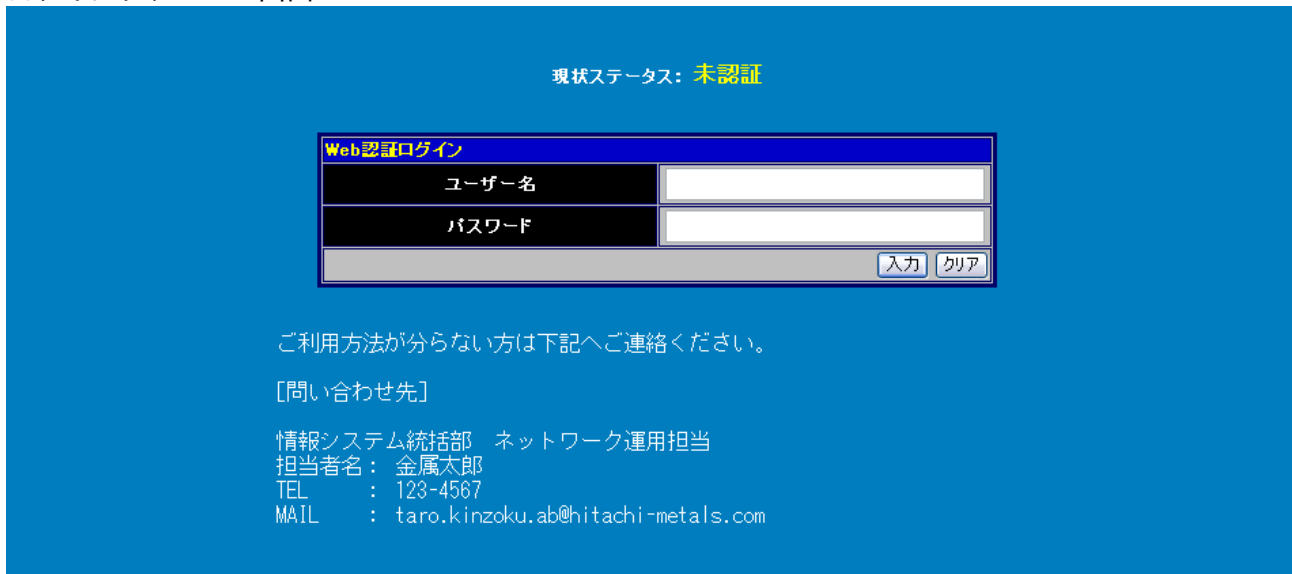 現状ステータス: 未認証
Web認証ログイン
ユーザー名
パスワード
入力 クリア
ご利用方法が分らない方は下記へご連絡ください。
[問い合わせ先]
情報システム統括部　ネットワーク運用担当
担当者名： 金属太郎
TEL ： 123-4567
MAIL ： taro.kinzoku.ab@hitachi-metals.com